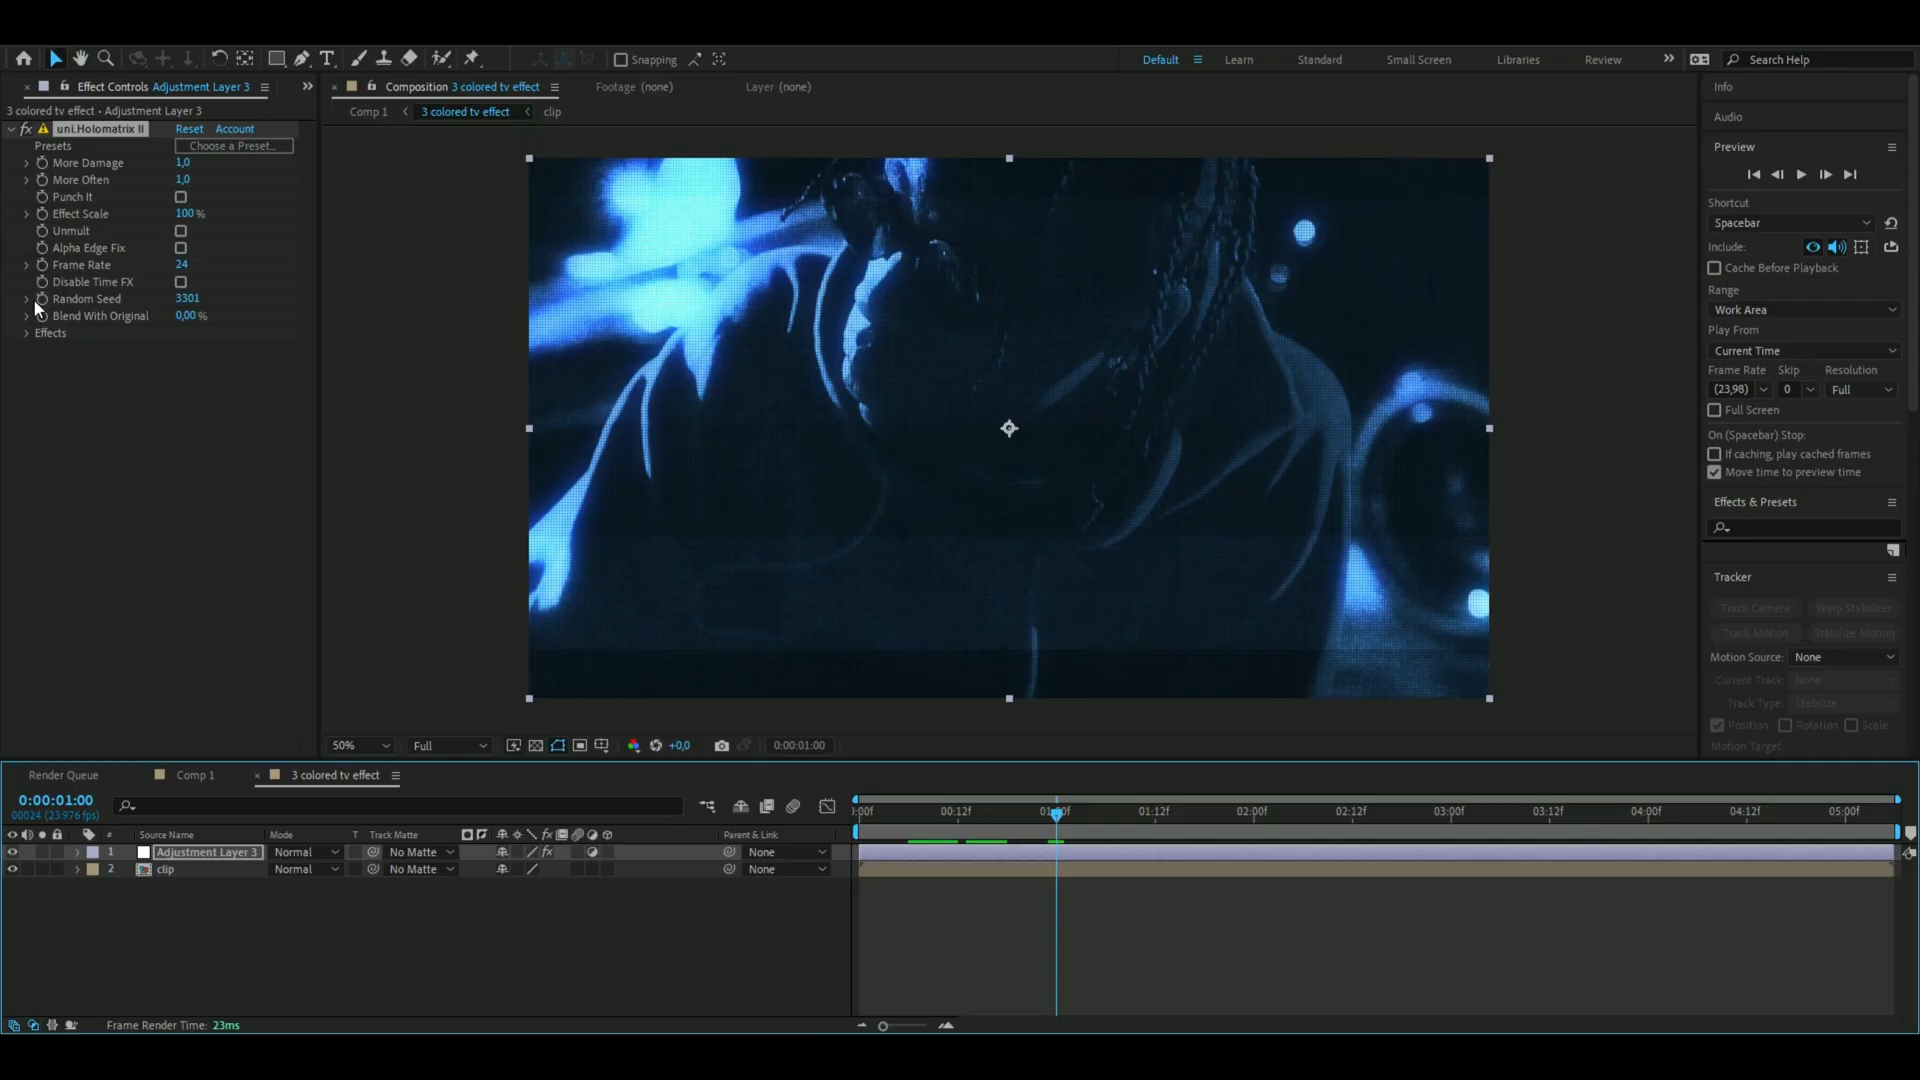 Snapping
Default
Learn
Standard
Small Screen
Libraries
Review
Search Help
Effect Controls Adjustment Layer 3
Composition 3 colored tv effect
Footage (none)
Layer (none)
3 colored tv effect • Adjustment Layer 3
Comp 1
3 colored tv effect
clip
fx uni.Holomatrix II Reset Account
Presets Choose a Preset...
More Damage 1,0
More Often 1,0
Punch It
Effect Scale 100 %
Unmult
Alpha Edge Fix
Frame Rate 24
Disable Time FX
Random Seed 3301
Blend With Original 0,00 %
Effects
Info
Audio
Preview
Shortcut
Spacebar
Include:
Cache Before Playback
Range
Work Area
Play From
Current Time
Frame Rate Skip Resolution
(23,98) 0 Full
Full Screen
On (Spacebar) Stop:
If caching, play cached frames
Move time to preview time
Effects & Presets
Tracker
Track Camera Warp Stabilizer
Track Motion Stabilize Motion
Motion Source: None
Current Track: None
Track Type: Stabilize
Position Rotation Scale
Motion Target:
50% Full +0,0 0:00:01:00
Render Queue
Comp 1
3 colored tv effect
0:00:01:00
00024 (23.976 fps)
:00f 00:12f 01:00f 01:12f 02:00f 02:12f 03:00f 03:12f 04:00f 04:12f 05:00f
# Source Name Mode T Track Matte fx Parent & Link
1 Adjustment Layer 3 Normal No Matte fx None
2 clip Normal No Matte None
Frame Render Time: 23ms